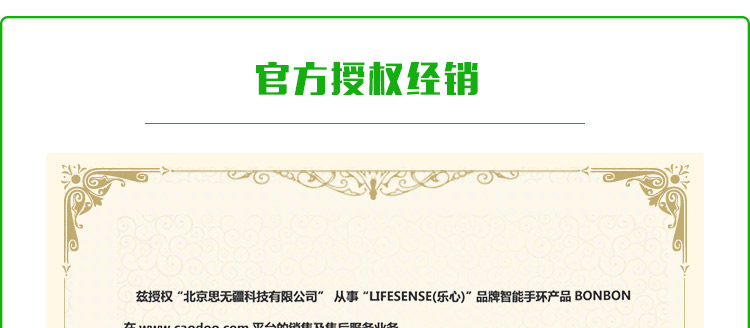 官方授权经销
兹授权“北京思无疆科技有限公司” 从事“LIFESENSE(乐心)”品牌智能手环产品 BONBON
在 www.caodoo.com 平台的销售及售后服务业务